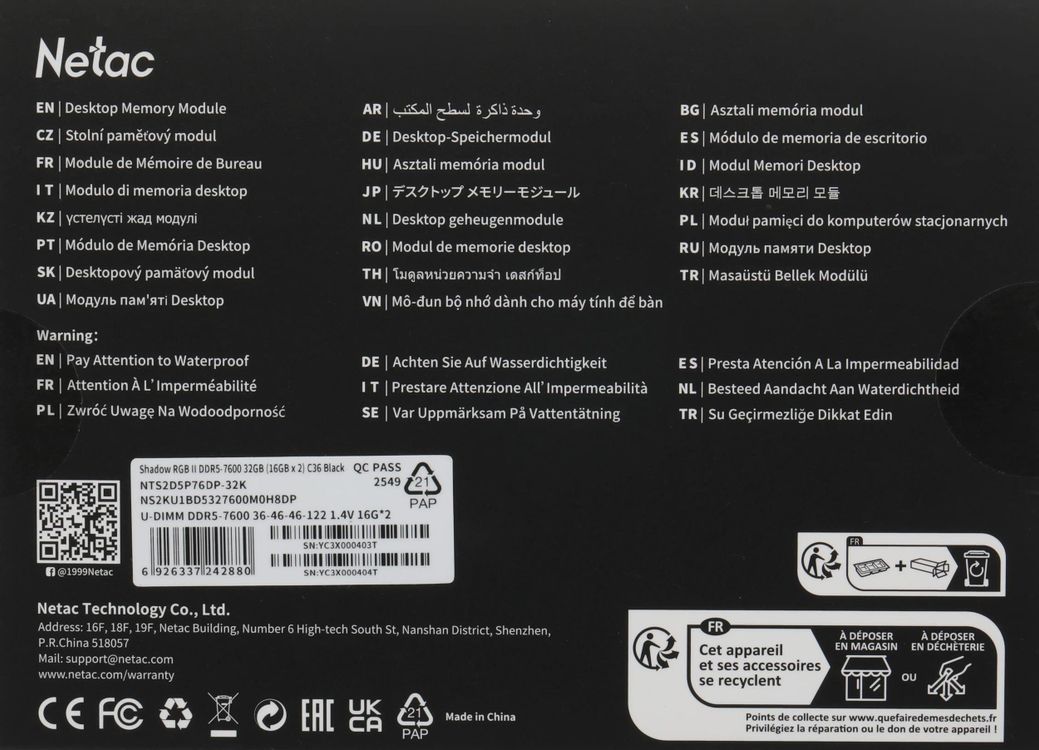 Netac
EN | Desktop Memory Module
CZ | Stolní paměťový modul
FR | Module de Mémoire de Bureau
IT | Modulo di memoria desktop
KZ | үстелүсті жад модулі
PT | Módulo de Memória Desktop
SK | Desktopový pamäťový modul
UA | Модуль пам'яті Desktop
AR | وحدة ذاكرة لسطح المكتب
DE | Desktop-Speichermodul
HU | Asztali memória modul
JP | デスクトップ メモリーモジュール
NL | Desktop geheugenmodule
RO | Modul de memorie desktop
TH | โมดูลหน่วยความจำ เดสก์ท็อป
VN | Mô-đun bộ nhớ dành cho máy tính để bàn
BG | Asztali memória modul
ES | Módulo de memoria de escritorio
ID | Modul Memori Desktop
KR | 데스크톱 메모리 모듈
PL | Moduł pamięci do komputerów stacjonarnych
RU | Модуль памяти Desktop
TR | Masaüstü Bellek Modülü
Warning:
EN | Pay Attention to Waterproof
FR | Attention À L'Imperméabilité
PL | Zwróć Uwagę Na Wodoodporność
DE | Achten Sie Auf Wasserdichtigkeit
IT | Prestare Attenzione All'Impermeabilità
SE | Var Uppmärksam På Vattentätning
ES | Presta Atención A La Impermeabilidad
NL | Besteed Aandacht Aan Waterdichtheid
TR | Su Geçirmezliğe Dikkat Edin
@1999Netac
Shadow RGB II DDR5-7600 32GB (16GB x 2) C36 Black QC PASS
NTS2D5P76DP-32K 2549
NS2KU1BD5327600M0H8DP
U-DIMM DDR5-7600 36-46-46-122 1.4V 16G*2
21
PAP
SN:YC3X000403T
SN:YC3X000404T
6 926337 242880
Netac Technology Co., Ltd.
Address: 16F, 18F, 19F, Netac Building, Number 6 High-tech South St, Nanshan District, Shenzhen,
P.R.China 518057
Mail: support@netac.com
www.netac.com/warranty
CE FC EAC UK CA
21
PAP
Made in China
FR
+
FR
Cet appareil
et ses accessoires
se recyclent
À DÉPOSER
EN MAGASIN
OU
À DÉPOSER
EN DÉCHÈTERIE
Points de collecte sur www.quefairedemesdechets.fr
Privilégiez la réparation ou le don de votre appareil !